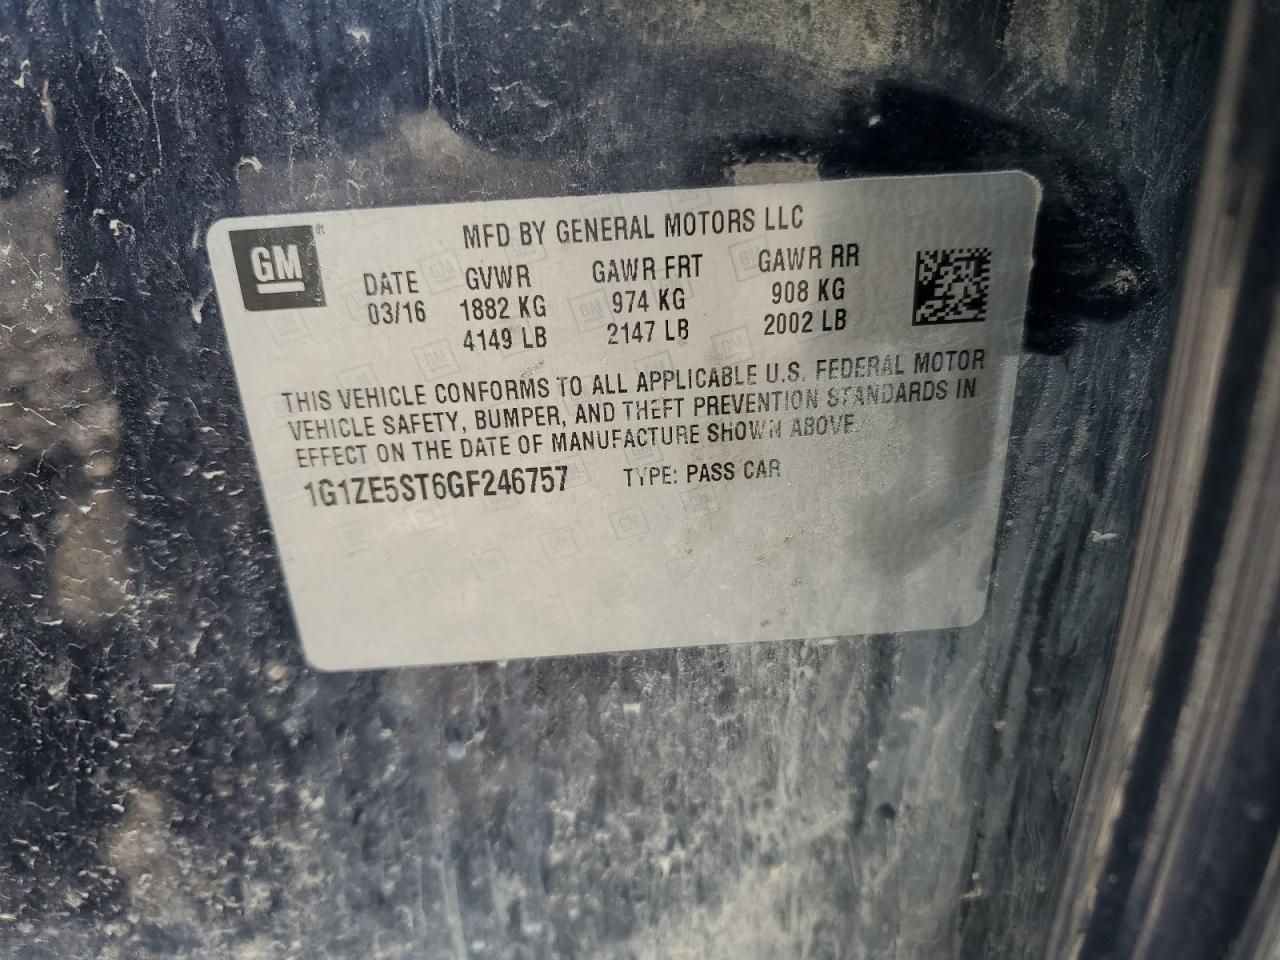 GM
MFD BY GENERAL MOTORS LLC
DATE GVWR GAWR FRT GAWR RR
03/16 1882 KG 974 KG 908 KG
4149 LB 2147 LB 2002 LB
THIS VEHICLE CONFORMS TO ALL APPLICABLE U.S. FEDERAL MOTOR
VEHICLE SAFETY, BUMPER, AND THEFT PREVENTION STANDARDS IN
EFFECT ON THE DATE OF MANUFACTURE SHOWN ABOVE.
1G1ZE5ST6GF246757 TYPE: PASS CAR